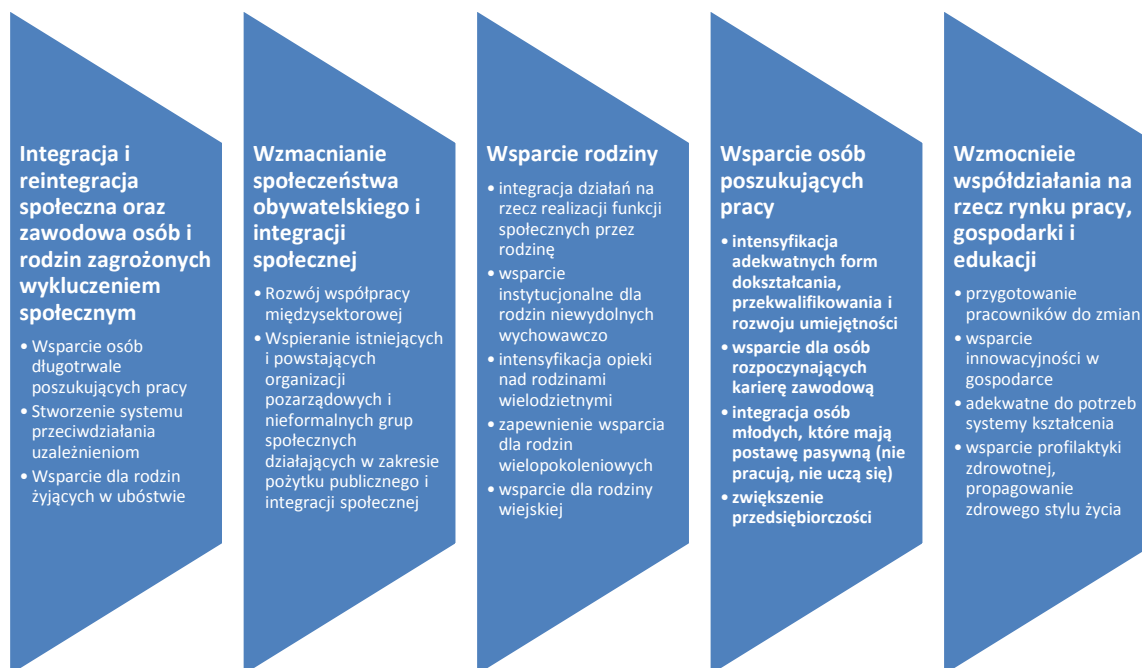 Integracja i
reintegracja
społeczna oraz
zawodowa osób i
rodzin zagrożonych
wykluczeniem
społecznym
• Wsparcie osób
długotrwale
poszukujących pracy
• Stworzenie systemu
przeciwdziałania
uzależnieniom
• Wsparcie dla rodzin
żyjących w ubóstwie
Wzmacnianie
społeczeństwa
obywatelskiego i
integracji
społecznej
• Rozwój współpracy
międzysektorowej
• Wspieranie istniejących
i powstających
organizacji
pozarządowych i
nieformalnych grup
społecznych
działających w zakresie
pożytku publicznego i
integracji społecznej
Wsparcie rodziny
• integracja działań na
rzecz realizacji funkcji
społecznych przez
rodzinę
• wsparcie
instytucjonalne dla
rodzin niewydolnych
wychowawczo
• intensyfikacja opieki
nad rodzinami
wielodzietnymi
• zapewnienie wsparcia
dla rodzin
wielopokoleniowych
• wsparcie dla rodziny
wiejskiej
Wsparcie osób
poszukujących
pracy
• intensyfikacja
adekwatnych form
dokształcania,
przekwalifikowania i
rozwoju umiejętności
• wsparcie dla osób
rozpoczynających
karierę zawodową
• integracja osób
młodych, które mają
postawę pasywną (nie
pracują, nie uczą się)
• zwiększenie
przedsiębiorczości
Wzmocnieie
współdziałania na
rzecz rynku pracy,
gospodarki i
edukacji
• przygotowanie
pracowników do zmian
• wsparcie
innowacyjności w
gospodarce
• adekwatne do potrzeb
systemy kształcenia
• wsparcie profilaktyki
zdrowotnej,
propagowanie
zdrowego stylu życia